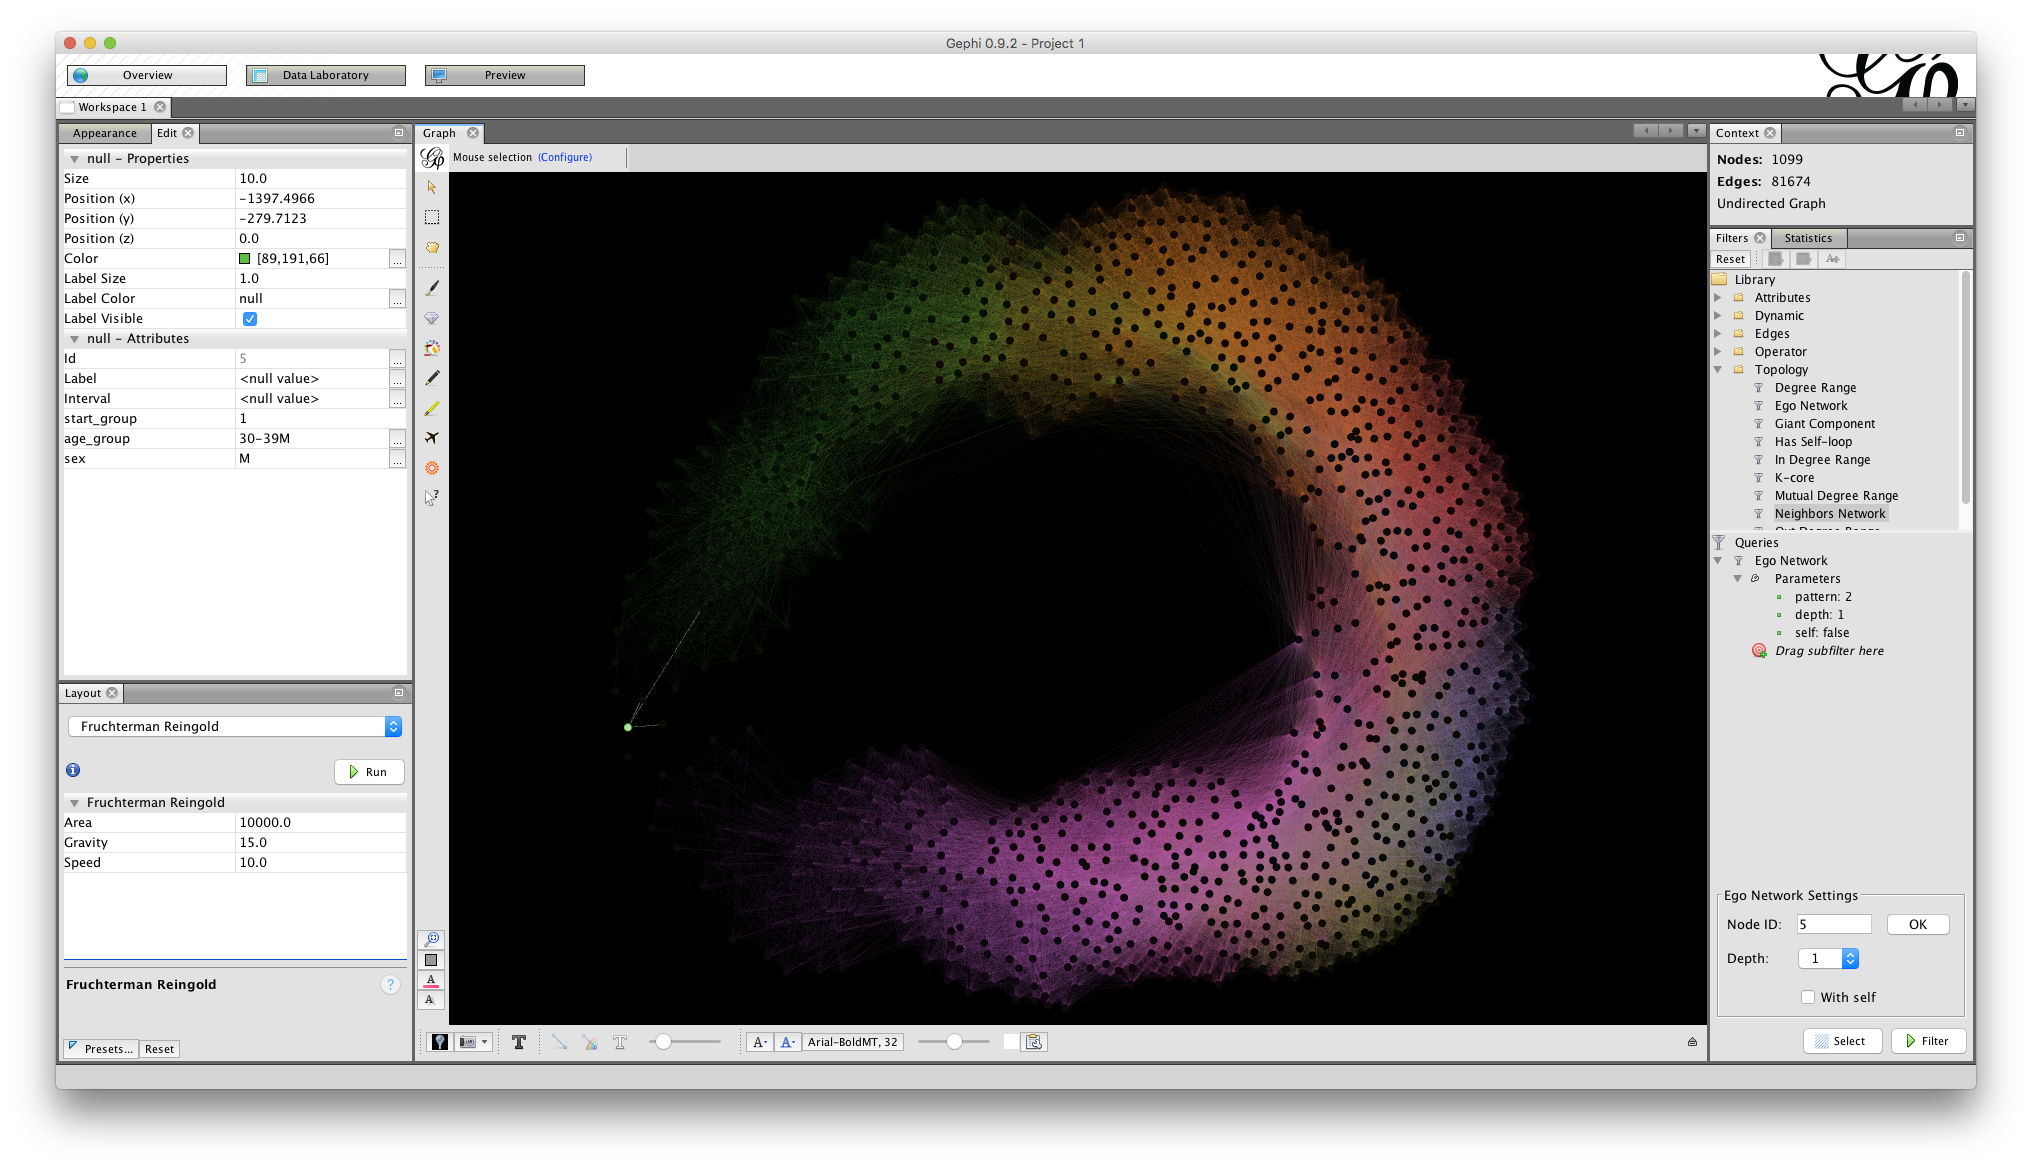 Gephi 0.9.2 - Project 1
Overview
Data Laboratory
Preview
Workspace 1
Appearance
Edit
null - Properties
Size 10.0
Position (x) -1397.4966
Position (y) -279.7123
Position (z) 0.0
Color [89,191,66] ...
Label Size 1.0
Label Color null ...
Label Visible
null - Attributes
Id 5 ...
Label <null value> ...
Interval <null value> ...
start_group 1
age_group 30-39M ...
sex M ...
Layout
Fruchterman Reingold
Run
Fruchterman Reingold
Area 10000.0
Gravity 15.0
Speed 10.0
Fruchterman Reingold
?
Presets...
Reset
Graph
Mouse selection (Configure)
Arial-BoldMT, 32
Context
Nodes: 1099
Edges: 81674
Undirected Graph
Filters
Statistics
Reset
Library
Attributes
Dynamic
Edges
Operator
Topology
Degree Range
Ego Network
Giant Component
Has Self-loop
In Degree Range
K-core
Mutual Degree Range
Neighbors Network
Queries
Ego Network
Parameters
pattern: 2
depth: 1
self: false
Drag subfilter here
Ego Network Settings
Node ID: 5 OK
Depth: 1
With self
Select
Filter